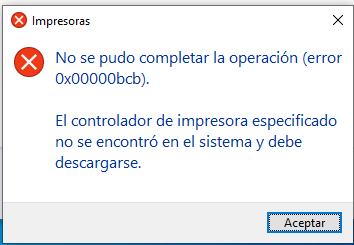 Impresoras
No se pudo completar la operación (error
0x00000bcb).
El controlador de impresora especificado
no se encontró en el sistema y debe
descargarse.
Aceptar